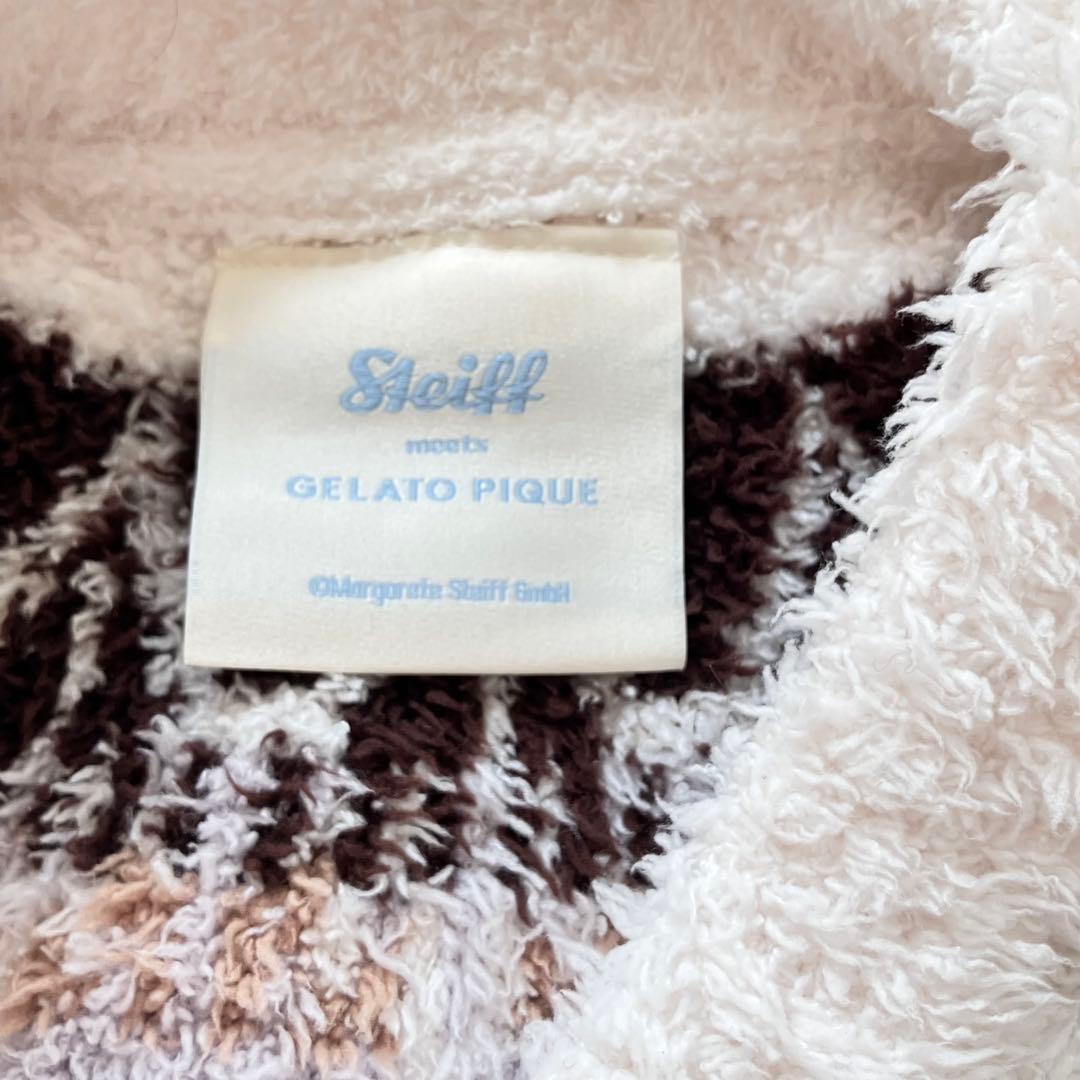 Steiff
meets
GELATO PIQUE
©Margarete Steiff GmbH